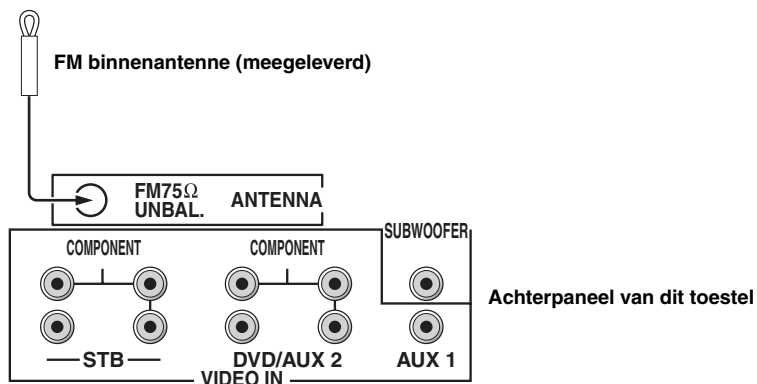 FM binnenantenne (meegeleverd)
FM75Ω
UNBAL.
ANTENNA
SUBWOOFER
COMPONENT
COMPONENT
Achterpaneel van dit toestel
STB
DVD/AUX 2
AUX 1
VIDEO IN